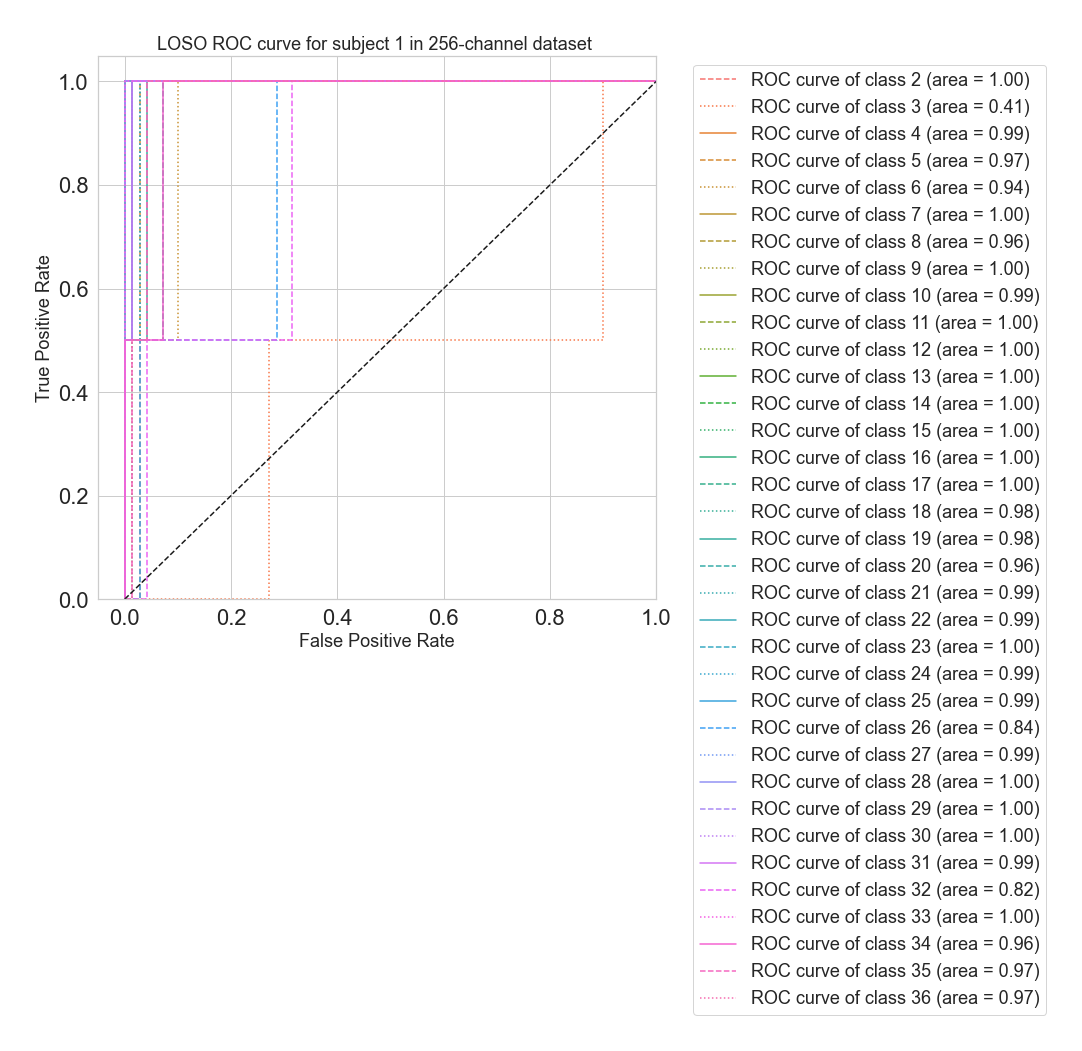 LOSO ROC curve for subject 1 in 256-channel dataset
1.0
0.8
0.6
0.4
0.2
0.0
True Positive Rate
0.0 0.2 0.4 0.6 0.8 1.0
False Positive Rate
ROC curve of class 2 (area = 1.00)
ROC curve of class 3 (area = 0.41)
ROC curve of class 4 (area = 0.99)
ROC curve of class 5 (area = 0.97)
ROC curve of class 6 (area = 0.94)
ROC curve of class 7 (area = 1.00)
ROC curve of class 8 (area = 0.96)
ROC curve of class 9 (area = 1.00)
ROC curve of class 10 (area = 0.99)
ROC curve of class 11 (area = 1.00)
ROC curve of class 12 (area = 1.00)
ROC curve of class 13 (area = 1.00)
ROC curve of class 14 (area = 1.00)
ROC curve of class 15 (area = 1.00)
ROC curve of class 16 (area = 1.00)
ROC curve of class 17 (area = 1.00)
ROC curve of class 18 (area = 0.98)
ROC curve of class 19 (area = 0.98)
ROC curve of class 20 (area = 0.96)
ROC curve of class 21 (area = 0.99)
ROC curve of class 22 (area = 0.99)
ROC curve of class 23 (area = 1.00)
ROC curve of class 24 (area = 0.99)
ROC curve of class 25 (area = 0.99)
ROC curve of class 26 (area = 0.84)
ROC curve of class 27 (area = 0.99)
ROC curve of class 28 (area = 1.00)
ROC curve of class 29 (area = 1.00)
ROC curve of class 30 (area = 1.00)
ROC curve of class 31 (area = 0.99)
ROC curve of class 32 (area = 0.82)
ROC curve of class 33 (area = 1.00)
ROC curve of class 34 (area = 0.96)
ROC curve of class 35 (area = 0.97)
ROC curve of class 36 (area = 0.97)